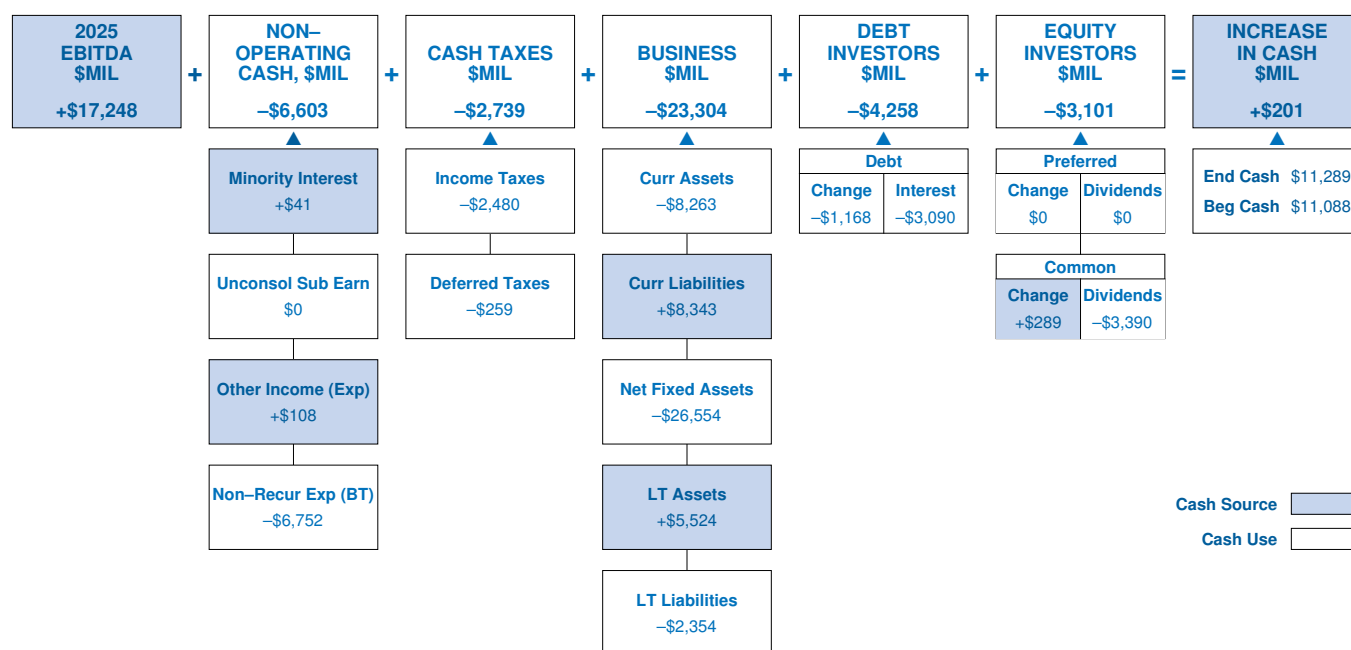 2025
EBITDA
$MIL
+$17,248
+
NON–
OPERATING
CASH, $MIL
–$6,603
+
CASH TAXES
$MIL
–$2,739
+
BUSINESS
$MIL
–$23,304
+
DEBT
INVESTORS
$MIL
–$4,258
+
EQUITY
INVESTORS
$MIL
–$3,101
=
INCREASE
IN CASH
$MIL
+$201
Minority Interest
+$41
Unconsol Sub Earn
$0
Other Income (Exp)
+$108
Non–Recur Exp (BT)
–$6,752
Income Taxes
–$2,480
Deferred Taxes
–$259
Curr Assets
–$8,263
Curr Liabilities
+$8,343
Net Fixed Assets
–$26,554
LT Assets
+$5,524
LT Liabilities
–$2,354
Debt
Change Interest
–$1,168 –$3,090
Preferred
Change Dividends
$0 $0
Common
Change Dividends
+$289 –$3,390
End Cash $11,289
Beg Cash $11,088
Cash Source
Cash Use